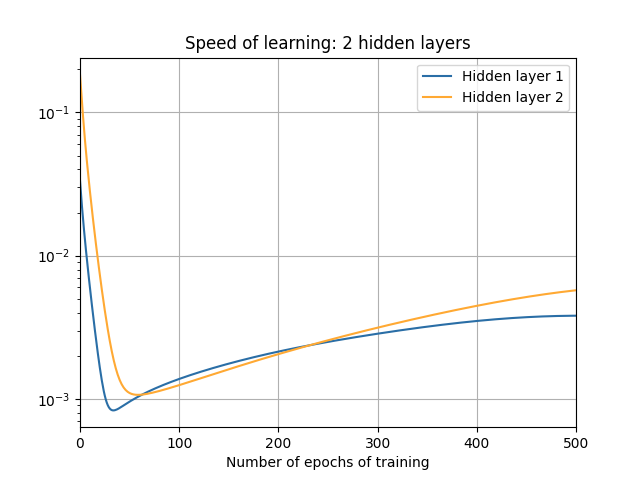 Speed of learning: 2 hidden layers
Hidden layer 1
Hidden layer 2
10⁻¹
10⁻²
10⁻³
0 100 200 300 400 500
Number of epochs of training